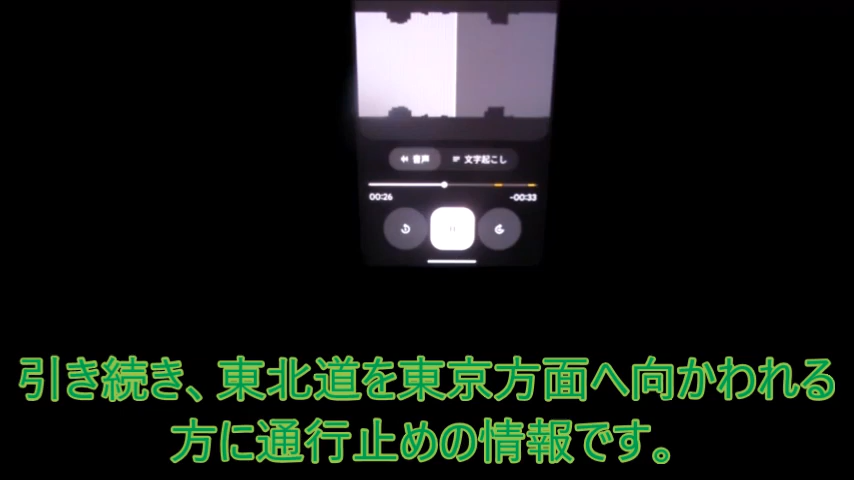 音声 文字起こし
00:26 -00:33
引き続き、東北道を東京方面へ向かわれる
方に通行止めの情報です。